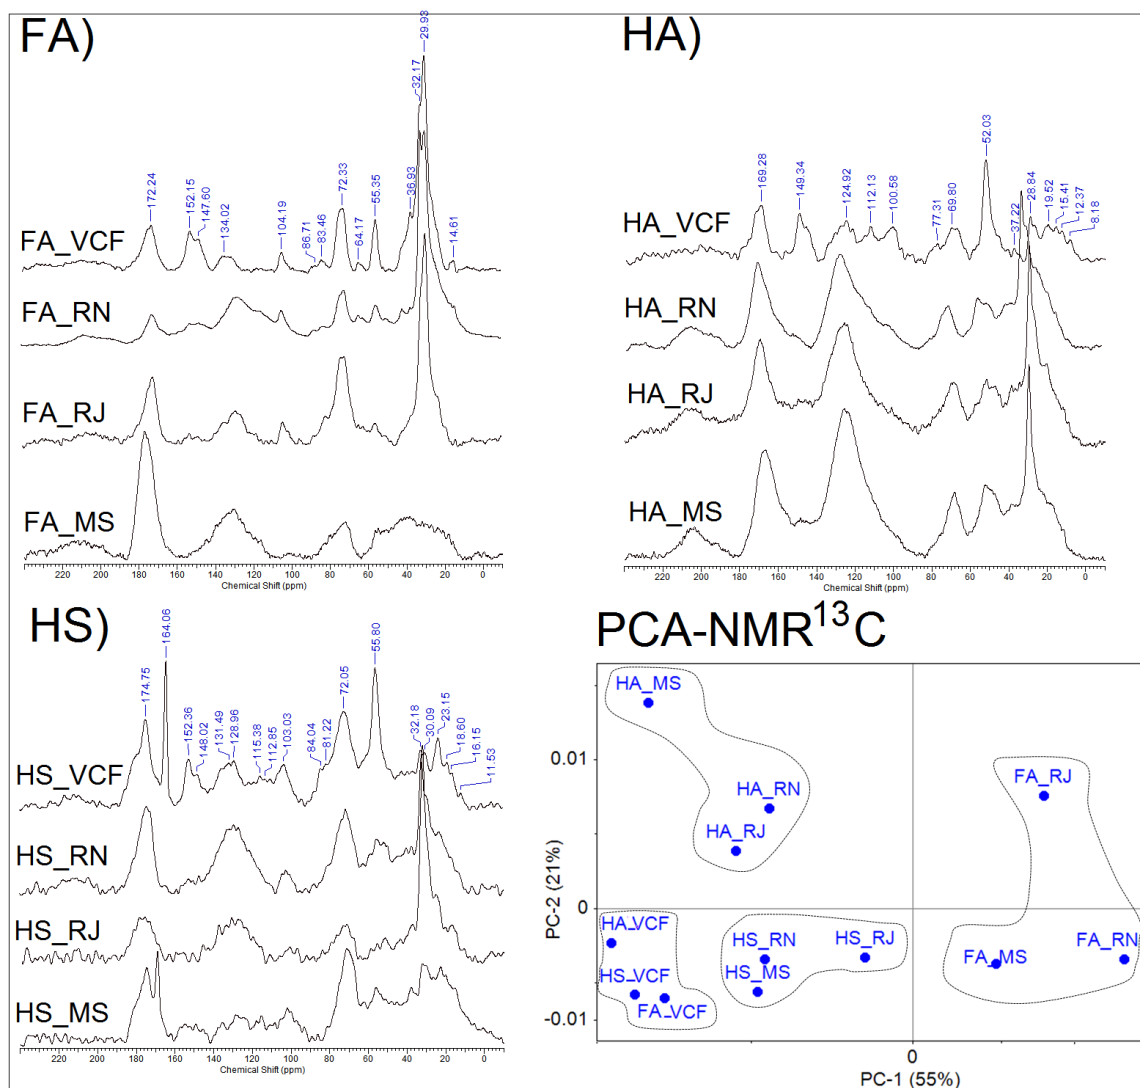 FA)
29.93
32.17
172.24
152.15
147.60
134.02
104.19
86.71
83.46
72.33
64.17
55.35
36.93
14.61
FA_VCF
FA_RN
FA_RJ
FA_MS
220 200 180 160 140 120 100 80 60 40 20 0
Chemical Shift (ppm)
HA)
169.28
149.34
124.92
112.13
100.58
77.31
69.80
52.03
37.22
28.84
19.52
15.41
12.37
8.18
HA_VCF
HA_RN
HA_RJ
HA_MS
220 200 180 160 140 120 100 80 60 40 20 0
Chemical Shift (ppm)
HS)
174.75
164.06
152.36
148.02
131.49
128.96
115.38
112.85
103.03
84.04
81.22
72.05
55.80
32.18
30.09
23.15
18.60
16.15
11.53
HS_VCF
HS_RN
HS_RJ
HS_MS
220 200 180 160 140 120 100 80 60 40 20 0
Chemical Shift (ppm)
PCA-NMR¹³C
HA_MS
0.01
FA_RJ
HA_RN
HA_RJ
PC-2 (21%)
0
HA_VCF
HS_RN
HS_RJ
FA_MS
FA_RN
HS_VCF
HS_MS
FA_VCF
-0.01
0
PC-1 (55%)